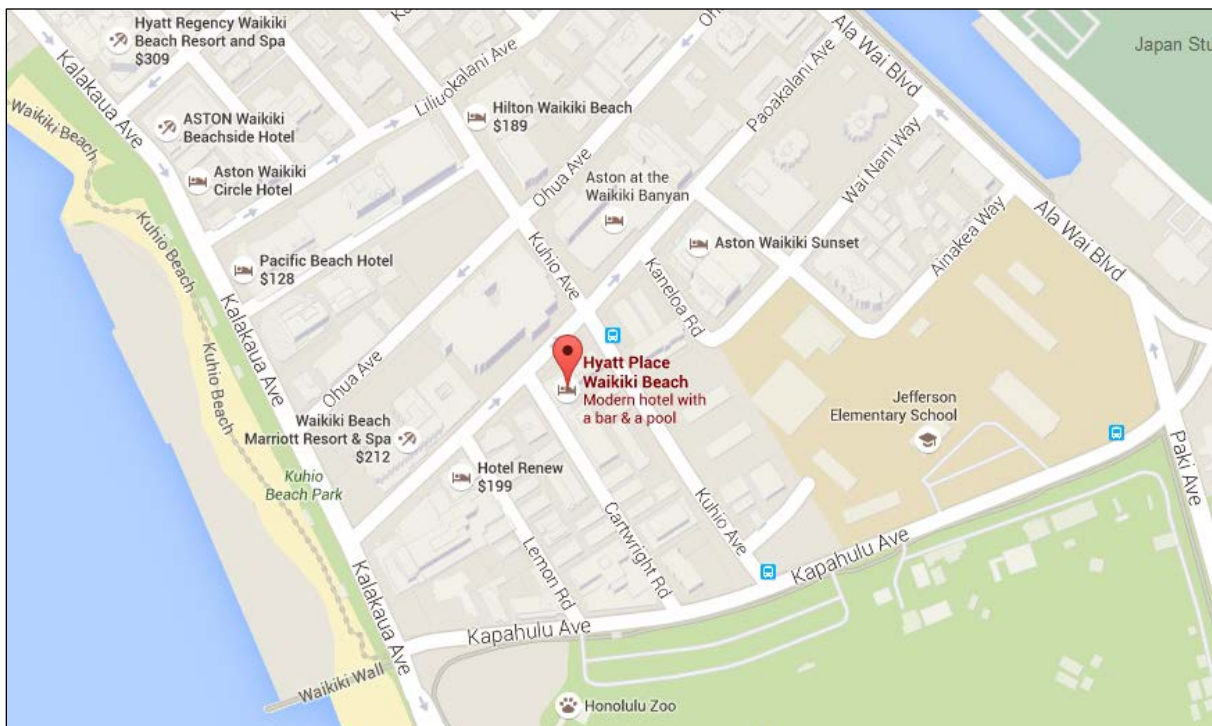 Hyatt Regency Waikiki
Beach Resort and Spa
$309
Kalakaua Ave
Liliuokalani Ave
Ala Wai Blvd
Paoakalani Ave
Japan Stu
Waikiki Beach
ASTON Waikiki
Beachside Hotel
Hilton Waikiki Beach
$189
Aston Waikiki
Circle Hotel
Ohua Ave
Aston at the
Waikiki Banyan
Wai Nani Way
Kuhio Beach
Pacific Beach Hotel
$128
Kuhio Ave
Aston Waikiki Sunset
Ainakea Way
Ala Wai Blvd
Kaneloa Rd
Kalakaua Ave
Kuhio Beach
Ohua Ave
Hyatt Place
Waikiki Beach
Modern hotel with
a bar & a pool
Jefferson
Elementary School
Waikiki Beach
Marriott Resort & Spa
$212
Hotel Renew
$199
Kuhio
Beach Park
Paki Ave
Cartwright Rd
Kuhio Ave
Lemon Rd
Kapahulu Ave
Kapahulu Ave
Kalakaua Ave
Waikiki Wall
Honolulu Zoo